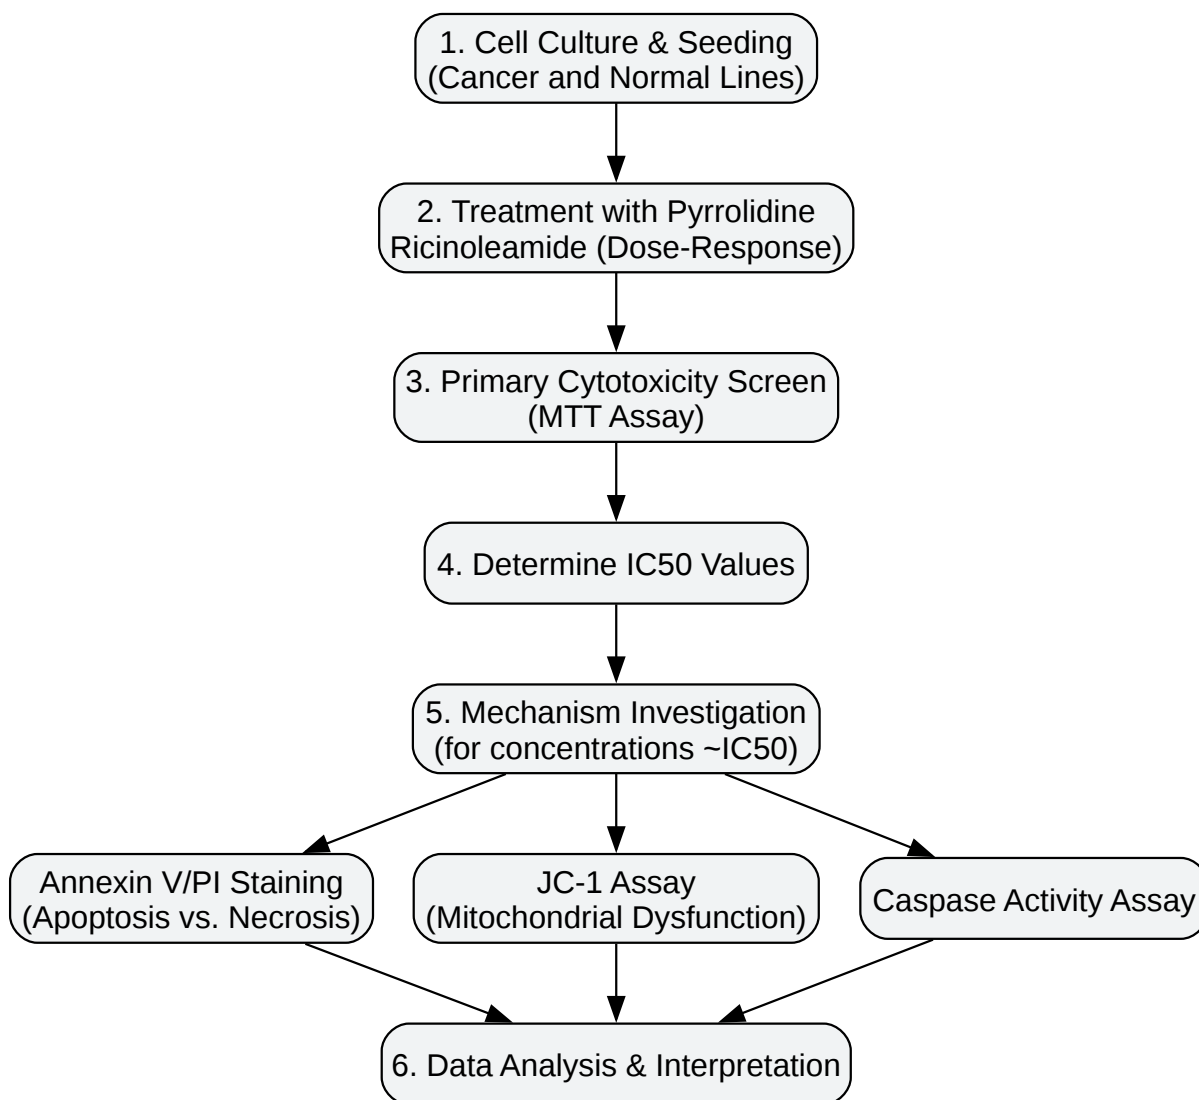 1. Cell Culture & Seeding
(Cancer and Normal Lines)
2. Treatment with Pyrrolidine
Ricinoleamide (Dose-Response)
3. Primary Cytotoxicity Screen
(MTT Assay)
4. Determine IC50 Values
5. Mechanism Investigation
(for concentrations ~IC50)
Annexin V/PI Staining
(Apoptosis vs. Necrosis)
JC-1 Assay
(Mitochondrial Dysfunction)
Caspase Activity Assay
6. Data Analysis & Interpretation